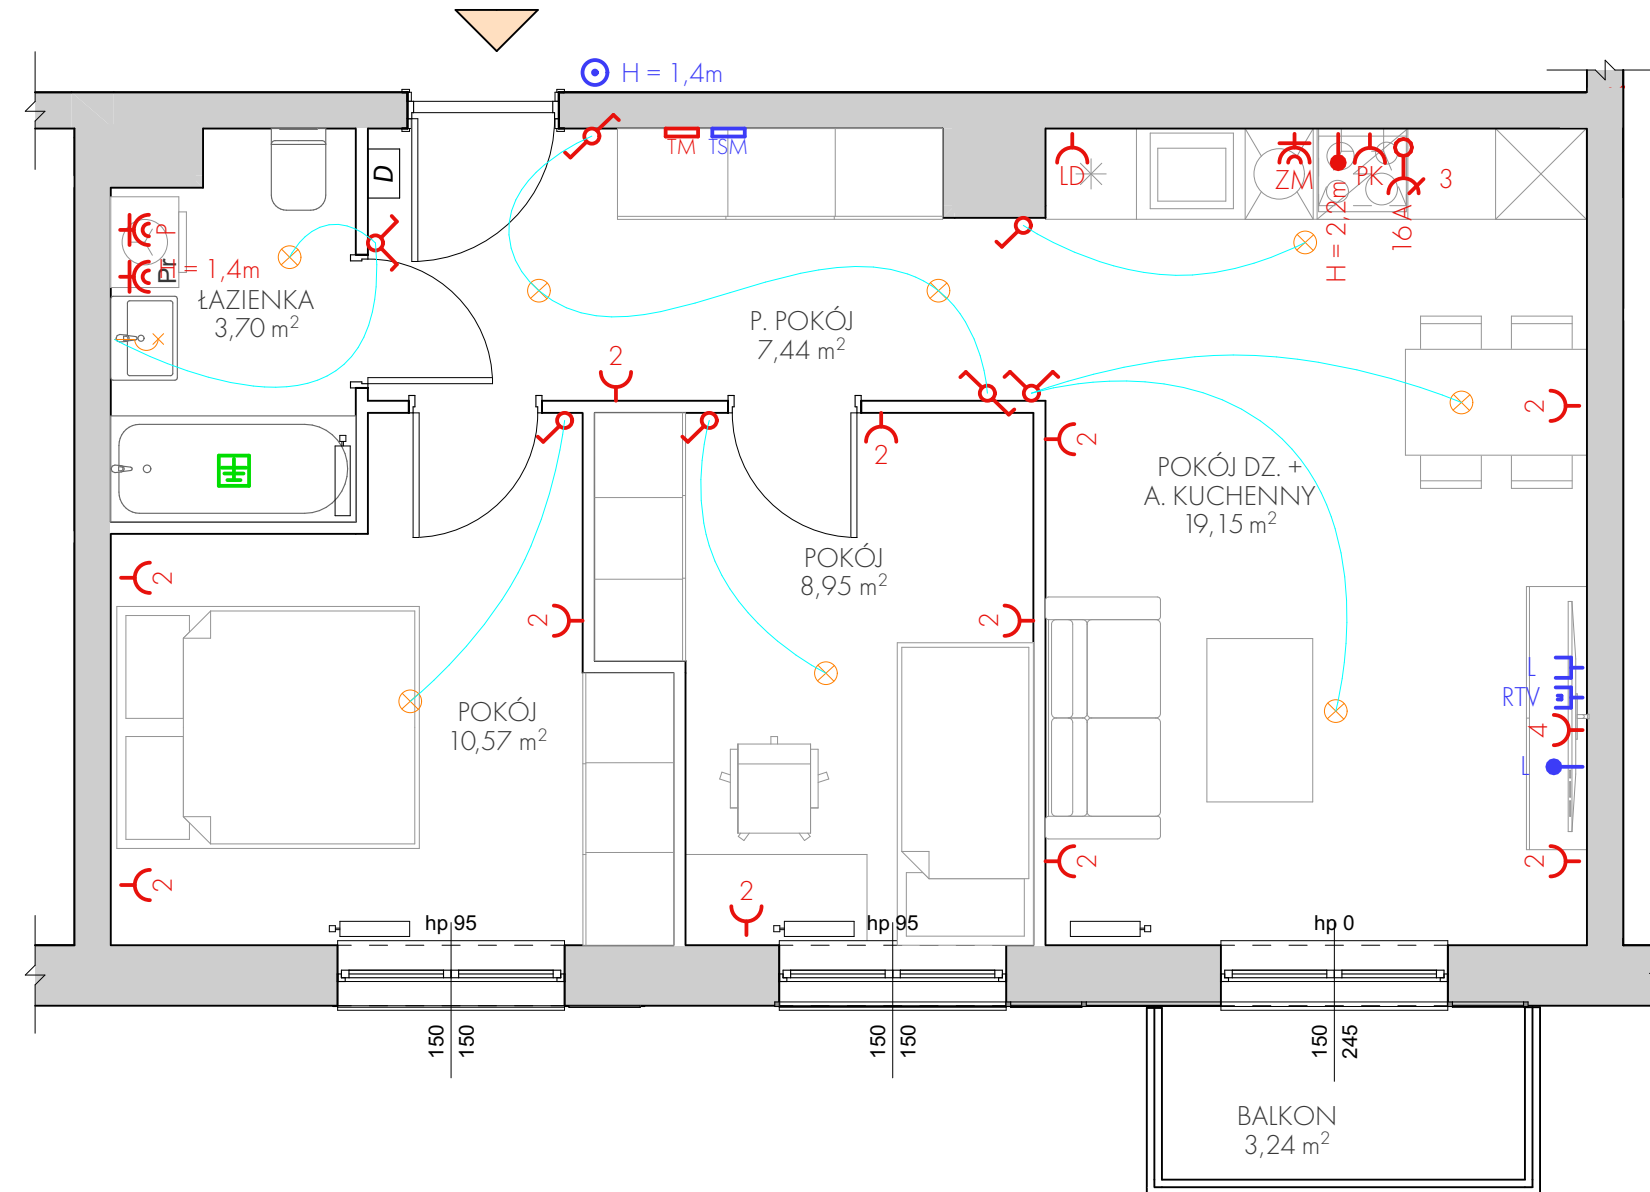 H = 1,4m
TM
TSM
D
LD
ZM
PK
3
H = 2,2m
16 A
P
Pr
H = 1,4m
ŁAZIENKA
3,70 m²
P. POKÓJ
7,44 m²
2
2
2
2
POKÓJ DZ. +
A. KUCHENNY
19,15 m²
POKÓJ
8,95 m²
2
2
2
L
RTV
4
L
POKÓJ
10,57 m²
2
2
2
2
hp 95
hp 95
hp 0
150
150
150
150
150
245
BALKON
3,24 m²